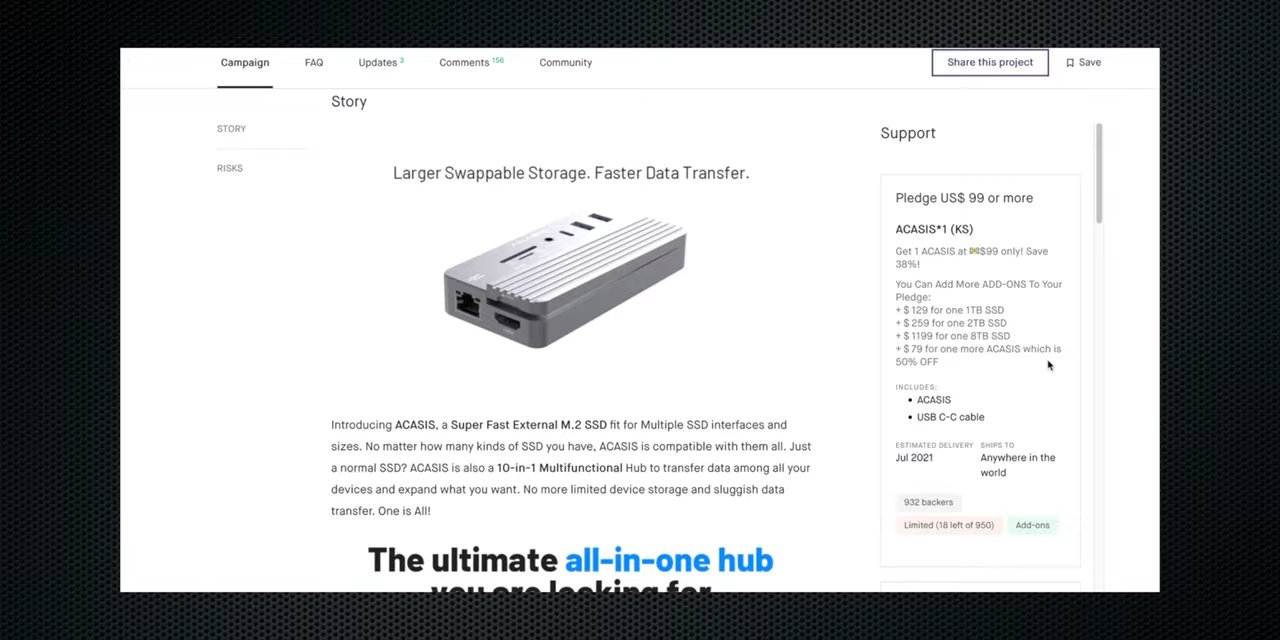 Campaign FAQ Updates 3 Comments 156 Community Share this project Save
Story
STORY
RISKS
Larger Swappable Storage. Faster Data Transfer.
Introducing ACASIS, a Super Fast External M.2 SSD fit for Multiple SSD interfaces and
sizes. No matter how many kinds of SSD you have, ACASIS is compatible with them all. Just
a normal SSD? ACASIS is also a 10-in-1 Multifunctional Hub to transfer data among all your
devices and expand what you want. No more limited device storage and sluggish data
transfer. One is All!
The ultimate all-in-one hub
you are looking for
Support
Pledge US$ 99 or more
ACASIS*1 (KS)
Get 1 ACASIS at $99 only! Save
38%!
You Can Add More ADD-ONS To Your
Pledge:
+ $ 129 for one 1TB SSD
+ $ 259 for one 2TB SSD
+ $ 1199 for one 8TB SSD
+ $ 79 for one more ACASIS which is
50% OFF
INCLUDES:
• ACASIS
• USB C-C cable
ESTIMATED DELIVERY SHIPS TO
Jul 2021 Anywhere in the
world
932 backers
Limited (18 left of 950) Add-ons